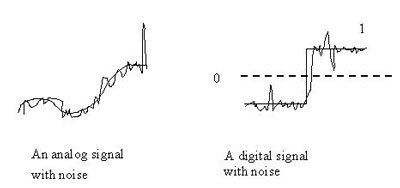 1
0
An analog signal
with noise
A digital signal
with noise